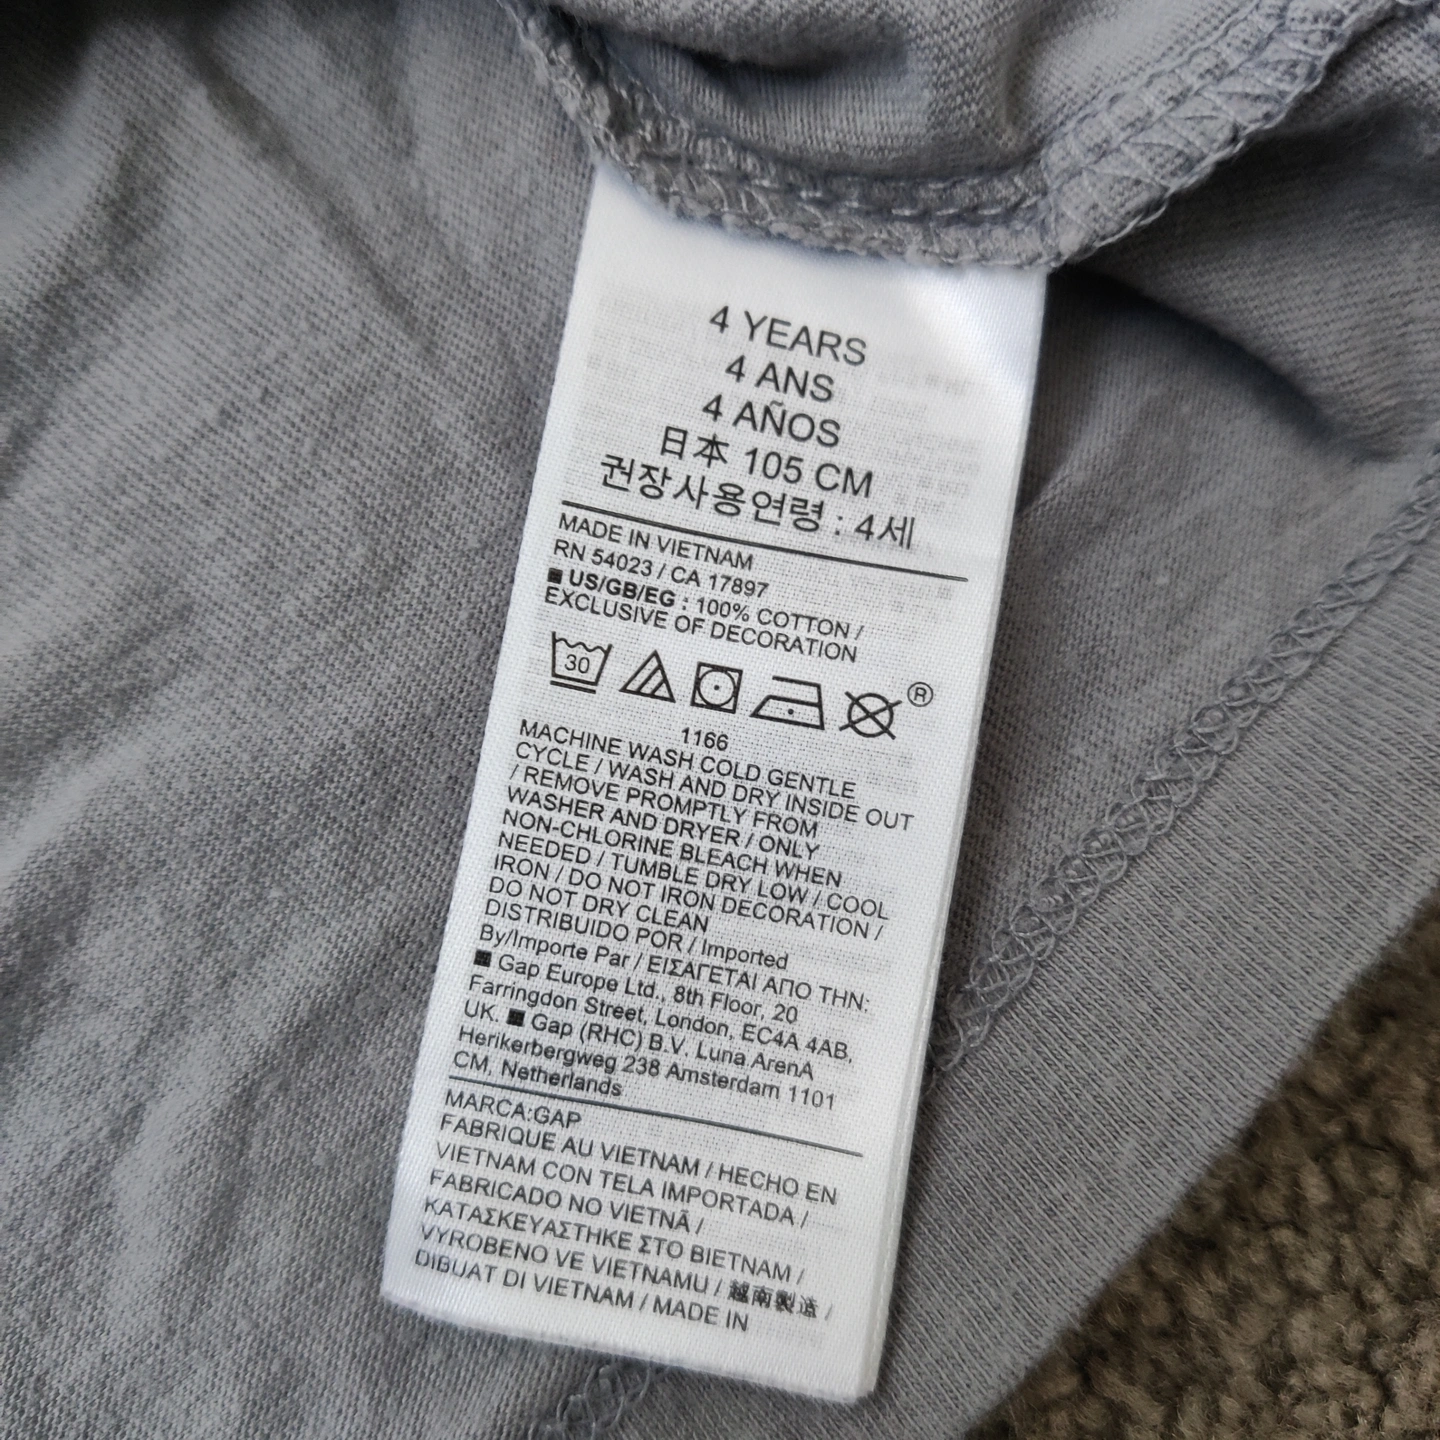 4 YEARS
4 ANS
4 AÑOS
日本 105 CM
권장사용연령 : 4세
MADE IN VIETNAM
RN 54023 / CA 17897
■ US/GB/EG : 100% COTTON /
EXCLUSIVE OF DECORATION
30
®
1166
MACHINE WASH COLD GENTLE
CYCLE / WASH AND DRY INSIDE OUT
/ REMOVE PROMPTLY FROM
WASHER AND DRYER / ONLY
NON-CHLORINE BLEACH WHEN
NEEDED / TUMBLE DRY LOW / COOL
IRON / DO NOT IRON DECORATION /
DO NOT DRY CLEAN
DISTRIBUIDO POR / Imported
By/Importe Par / ΕΙΣΑΓΕΤΑΙ ΑΠΟ ΤΗΝ:
■ Gap Europe Ltd., 8th Floor, 20
Farringdon Street, London, EC4A 4AB,
UK. ■ Gap (RHC) B.V. Luna ArenA
Herikerbergweg 238 Amsterdam 1101
CM, Netherlands
MARCA:GAP
FABRIQUE AU VIETNAM / HECHO EN
VIETNAM CON TELA IMPORTADA /
FABRICADO NO VIETNÃ /
ΚΑΤΑΣΚΕΥΑΣΤΗΚΕ ΣΤΟ ΒΙΕΤΝΑΜ /
VYROBENO VE VIETNAMU / 越南製造 /
DIBUAT DI VIETNAM / MADE IN